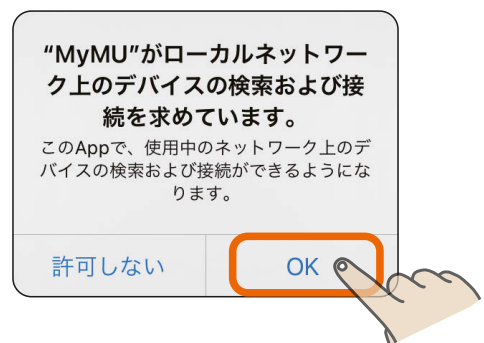 “MyMU”がローカルネットワー
ク上のデバイスの検索および接
続を求めています。
このAppで、使用中のネットワーク上のデ
バイスの検索および接続ができるようにな
ります。
許可しない
OK